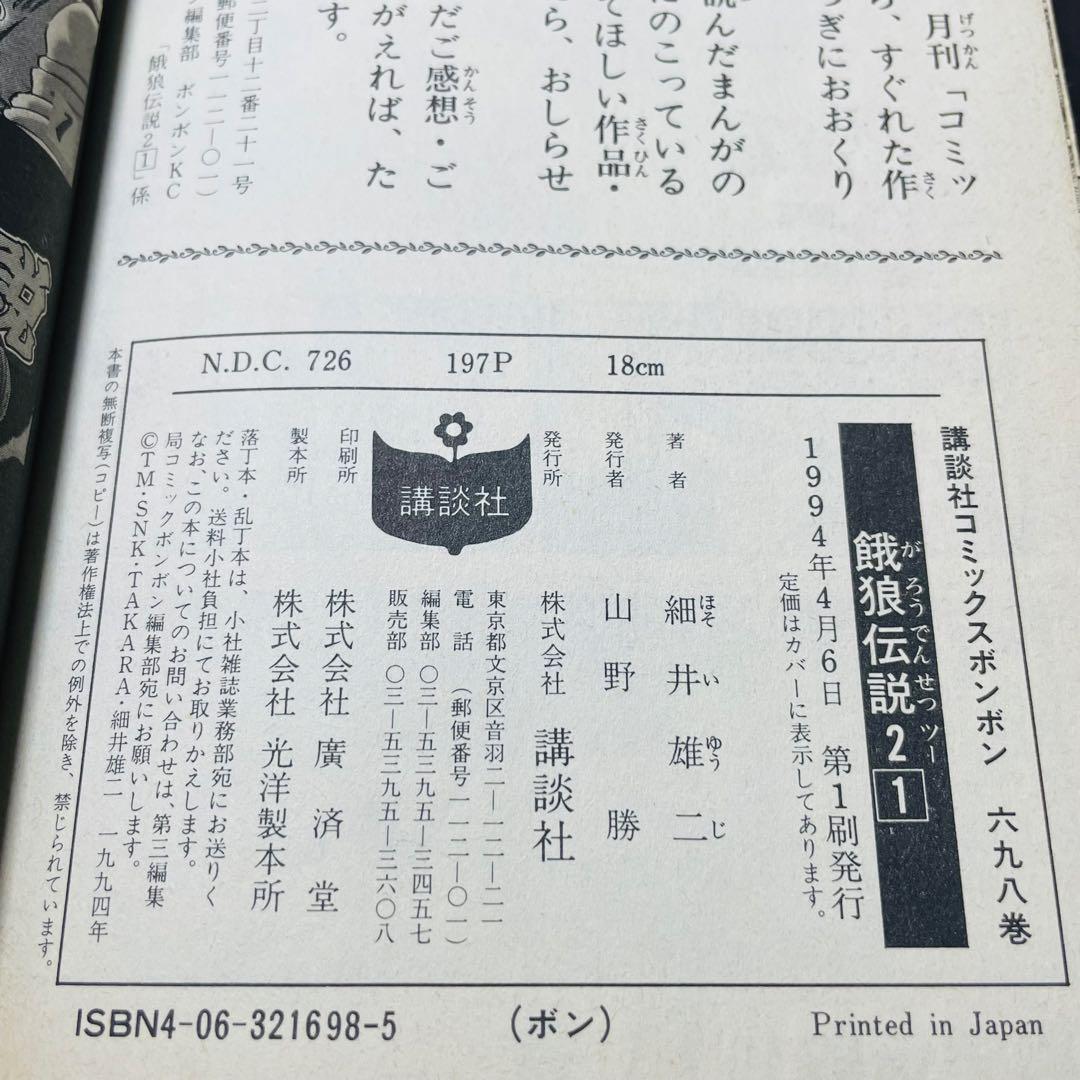 月刊「コミッ
ら、すぐれた作
つぎにおおくり
読んだまんがの
にのこっている
てほしい作品・
ら、おしらせ
だご感想・ご
がえれば、た
す。
二丁目十二番二十一号
郵便番号一一二―〇一）
編集部 ボンボンKC
「餓狼伝説2 1」係
N.D.C. 726 197P 18cm
講談社コミックスボンボン 六九八巻
餓狼伝説2 1
がろうでんせつツー
1994年4月6日 第1刷発行
定価はカバーに表示してあります。
著者 細井雄二
ほそいゆうじ
発行者 山野勝
発行所 株式会社 講談社
東京都文京区音羽二―一二―二一
電話（郵便番号一一二―〇一）
編集部 〇三―五三九五―三四五七
販売部 〇三―五三九五―三六〇八
講談社
印刷所 株式会社 廣済堂
製本所 株式会社 光洋製本所
落丁本・乱丁本は、小社雑誌業務部宛にお送りく
ださい。送料小社負担にてお取りかえします。
なお、この本についてのお問い合わせは、第三編集
局コミックボンボン編集部宛にお願いします。
©TM・SNK・TAKARA・細井雄二 一九九四年
本書の無断複写（コピー）は著作権法上での例外を除き、禁じられています。
ISBN4-06-321698-5 （ボン） Printed in Japan